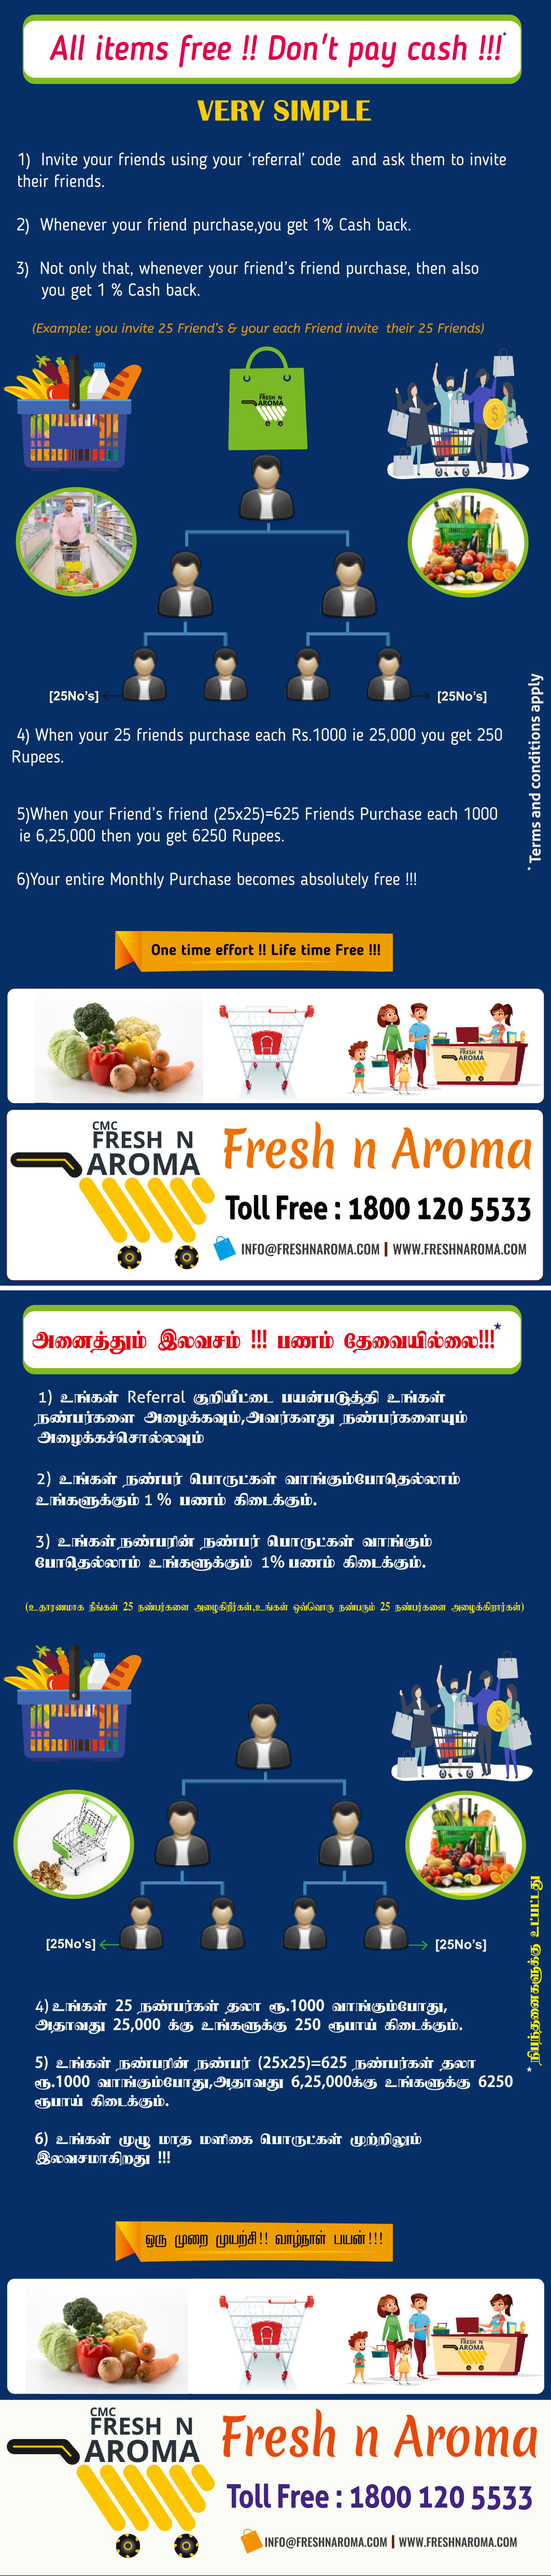 All items free !! Don't pay cash !!!*
VERY SIMPLE
1) Invite your friends using your ‘referral’ code and ask them to invite
their friends.
2) Whenever your friend purchase,you get 1% Cash back.
3) Not only that, whenever your friend’s friend purchase, then also
you get 1 % Cash back.
(Example: you invite 25 Friend’s & your each Friend invite their 25 Friends)
FRESH N
AROMA
[25No’s]
[25No’s]
* Terms and conditions apply
4) When your 25 friends purchase each Rs.1000 ie 25,000 you get 250
Rupees.
5)When your Friend’s friend (25x25)=625 Friends Purchase each 1000
ie 6,25,000 then you get 6250 Rupees.
6)Your entire Monthly Purchase becomes absolutely free !!!
One time effort !! Life time Free !!!
FRESH N
AROMA
CMC
FRESH N
AROMA
Fresh n Aroma
Toll Free : 1800 120 5533
INFO@FRESHNAROMA.COM | WWW.FRESHNAROMA.COM
அனைத்தும் இலவசம் !!! பணம் தேவையில்லை!!!*
1) உங்கள் Referral குறியீட்டை பயன்படுத்தி உங்கள்
நண்பர்களை அழைக்கவும்,அவர்களது நண்பர்களையும்
அழைக்கச்சொல்லவும்
2) உங்கள் நண்பர் பொருட்கள் வாங்கும்போதெல்லாம்
உங்களுக்கும் 1 % பணம் கிடைக்கும்.
3) உங்கள் நண்பரின் நண்பர் பொருட்கள் வாங்கும்
போதெல்லாம் உங்களுக்கும் 1% பணம் கிடைக்கும்.
(உதாரணமாக நீங்கள் 25 நண்பர்களை அழைகிறீர்கள்,உங்கள் ஒவ்வொரு நண்பரும் 25 நண்பர்களை அழைக்கிறார்கள்)
[25No’s]
[25No’s]
* நிபந்தனைகளுக்கு உட்பட்டது
4) உங்கள் 25 நண்பர்கள் தலா ரூ.1000 வாங்கும்போது,
அதாவது 25,000 க்கு உங்களுக்கு 250 ரூபாய் கிடைக்கும்.
5) உங்கள் நண்பரின் நண்பர் (25x25)=625 நண்பர்கள் தலா
ரூ.1000 வாங்கும்போது,அதாவது 6,25,000க்கு உங்களுக்கு 6250
ரூபாய் கிடைக்கும்.
6) உங்கள் முழு மாத மளிகை பொருட்கள் முற்றிலும்
இலவசமாகிறது !!!
ஒரு முறை முயற்சி!! வாழ்நாள் பயன்!!!
FRESH N
AROMA
CMC
FRESH N
AROMA
Fresh n Aroma
Toll Free : 1800 120 5533
INFO@FRESHNAROMA.COM | WWW.FRESHNAROMA.COM